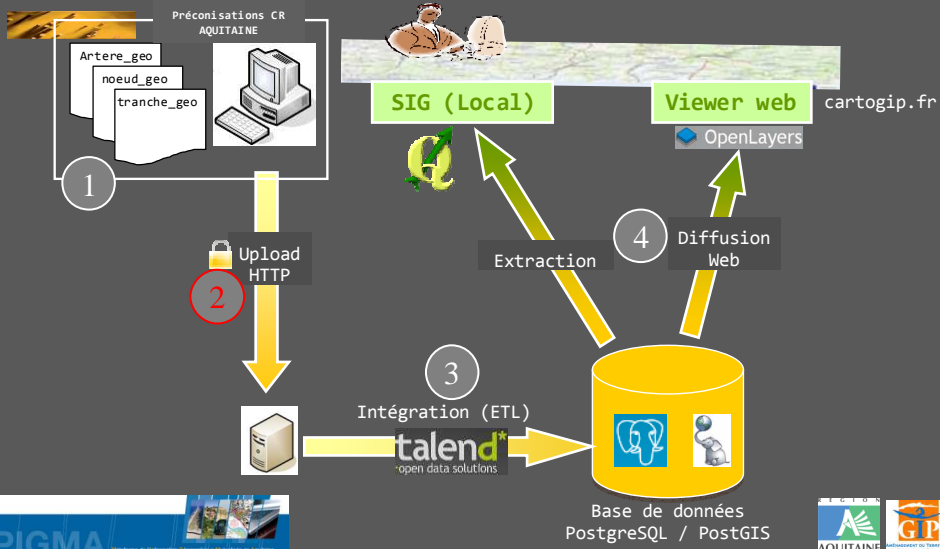 Préconisations CR
AQUITAINE
Artere_geo
noeud_geo
tranche_geo
1
SIG (Local)
Viewer web
cartogip.fr
OpenLayers
Upload
HTTP
2
Extraction
4
Diffusion
Web
3
Intégration (ETL)
talend*
open data solutions
Base de données
PostgreSQL / PostGIS
PIGMA
REGION
AQUITAINE
GIP